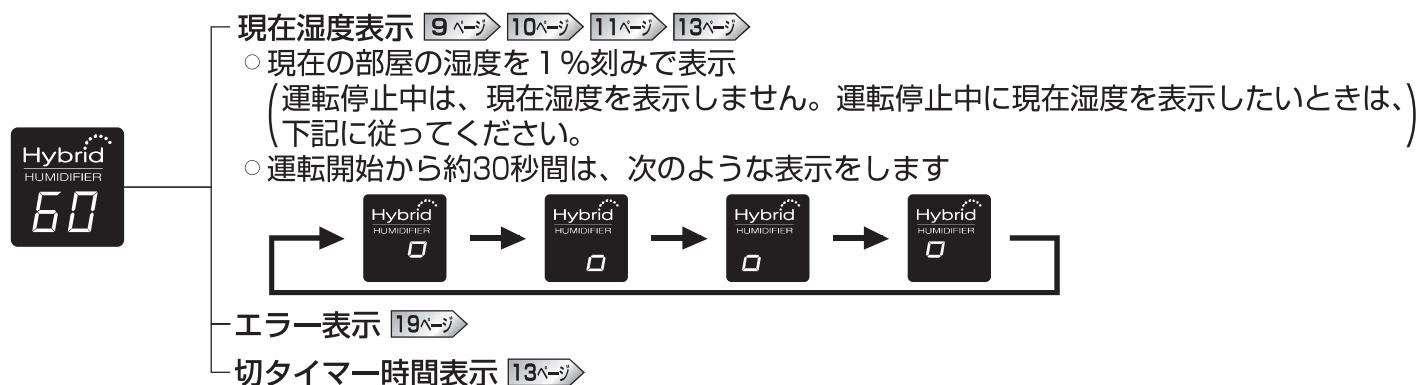 現在湿度表示 9ページ 10ページ 11ページ 13ページ
○現在の部屋の湿度を1%刻みで表示
(運転停止中は、現在湿度を表示しません。運転停止中に現在湿度を表示したいときは、
下記に従ってください。)
Hybrid
HUMIDIFIER
60
○運転開始から約30秒間は、次のような表示をします
Hybrid Hybrid Hybrid Hybrid
HUMIDIFIER HUMIDIFIER HUMIDIFIER HUMIDIFIER
エラー表示 19ページ
切タイマー時間表示 13ページ